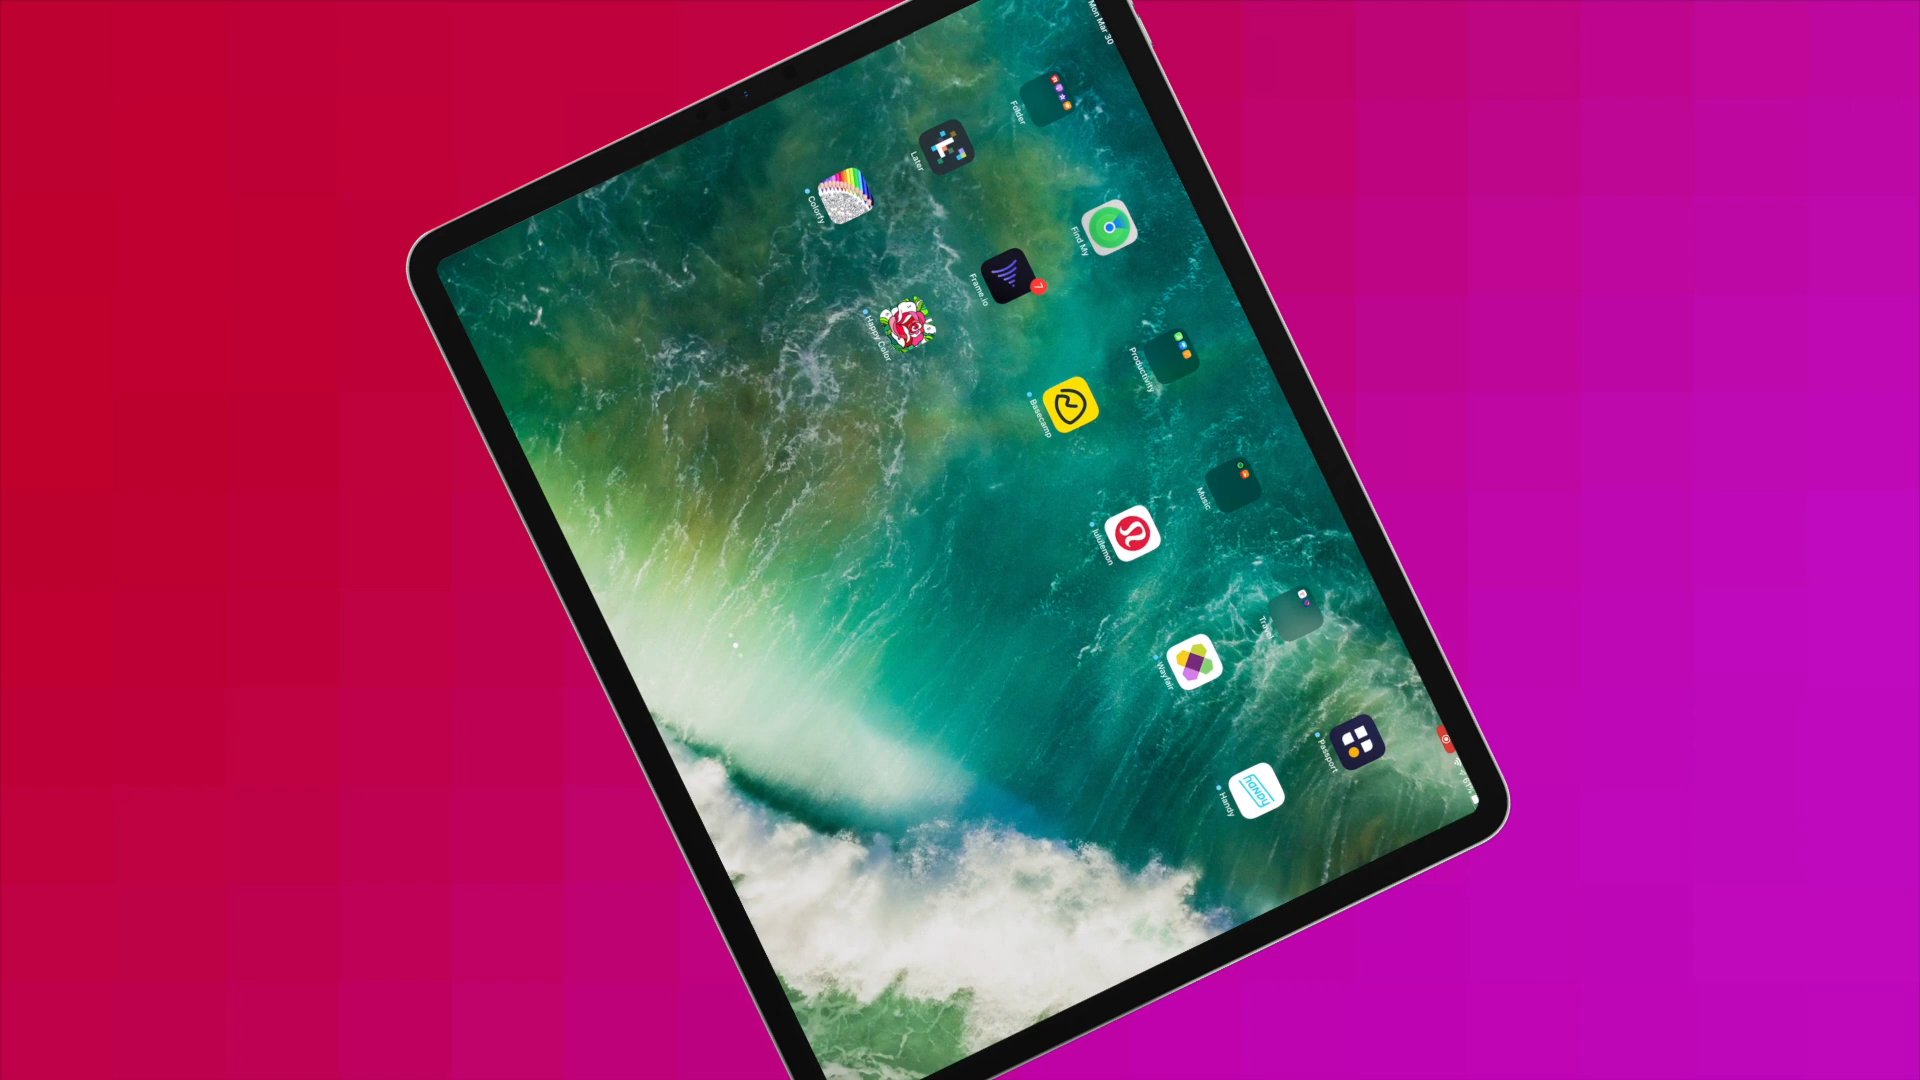 Mon Mar 30
Folder
Find My
Productivity
Music
Travel
Passport
Later
Frame.io
7
Basecamp
lululemon
Wayfair
Handy
HANDY
Colorfy
Happy Color